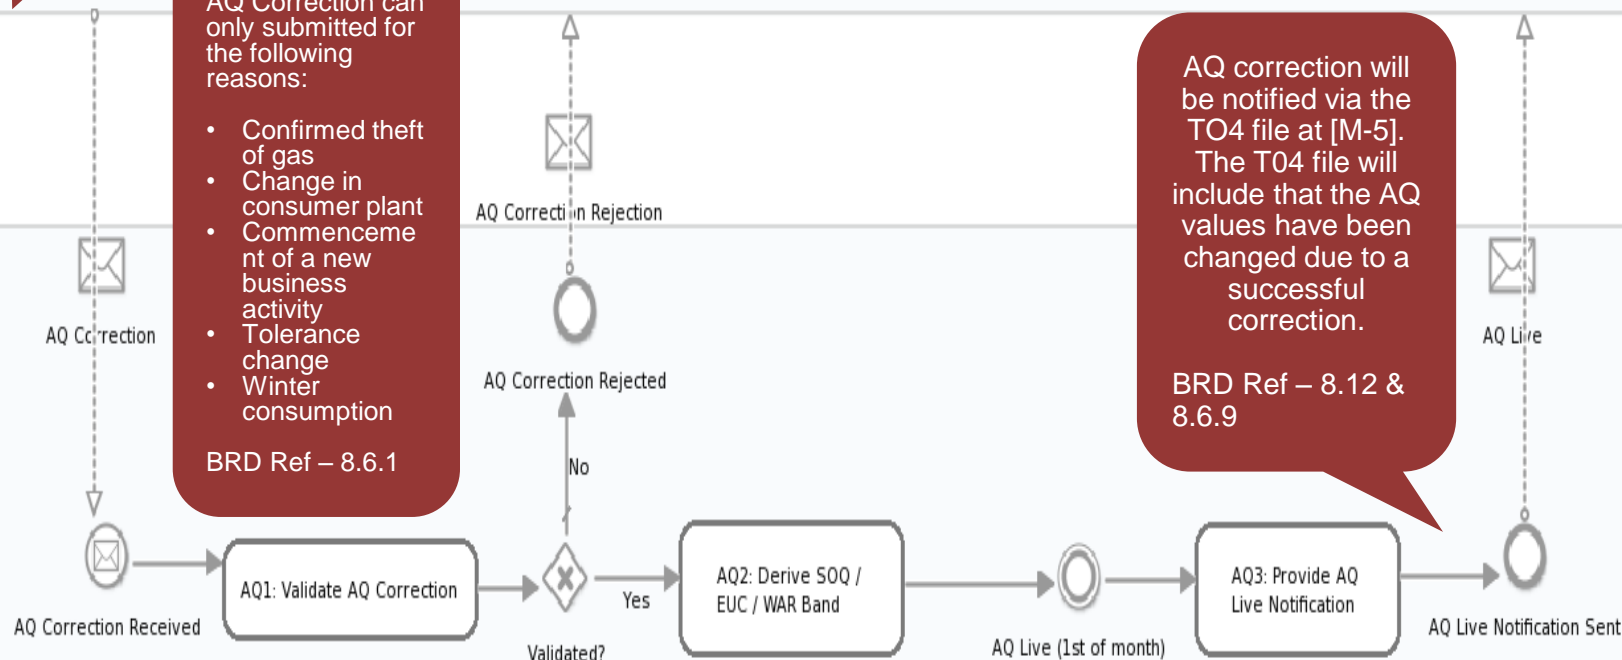 AQ Correction can
only submitted for
the following
reasons:
• Confirmed theft
of gas
• Change in
consumer plant
• Commenceme
nt of a new
business
activity
• Tolerance
change
• Winter
consumption
BRD Ref – 8.6.1
AQ correction will
be notified via the
TO4 file at [M-5].
The T04 file will
include that the AQ
values have been
changed due to a
successful
correction.
BRD Ref – 8.12 &
8.6.9
AQ Correction Rejection
AQ Correction
AQ Live
AQ Correction Rejected
No
AQ Correction Received
AQ1: Validate AQ Correction
Validated?
Yes
AQ2: Derive SOQ /
EUC / WAR Band
AQ Live (1st of month)
AQ3: Provide AQ
Live Notification
AQ Live Notification Sent